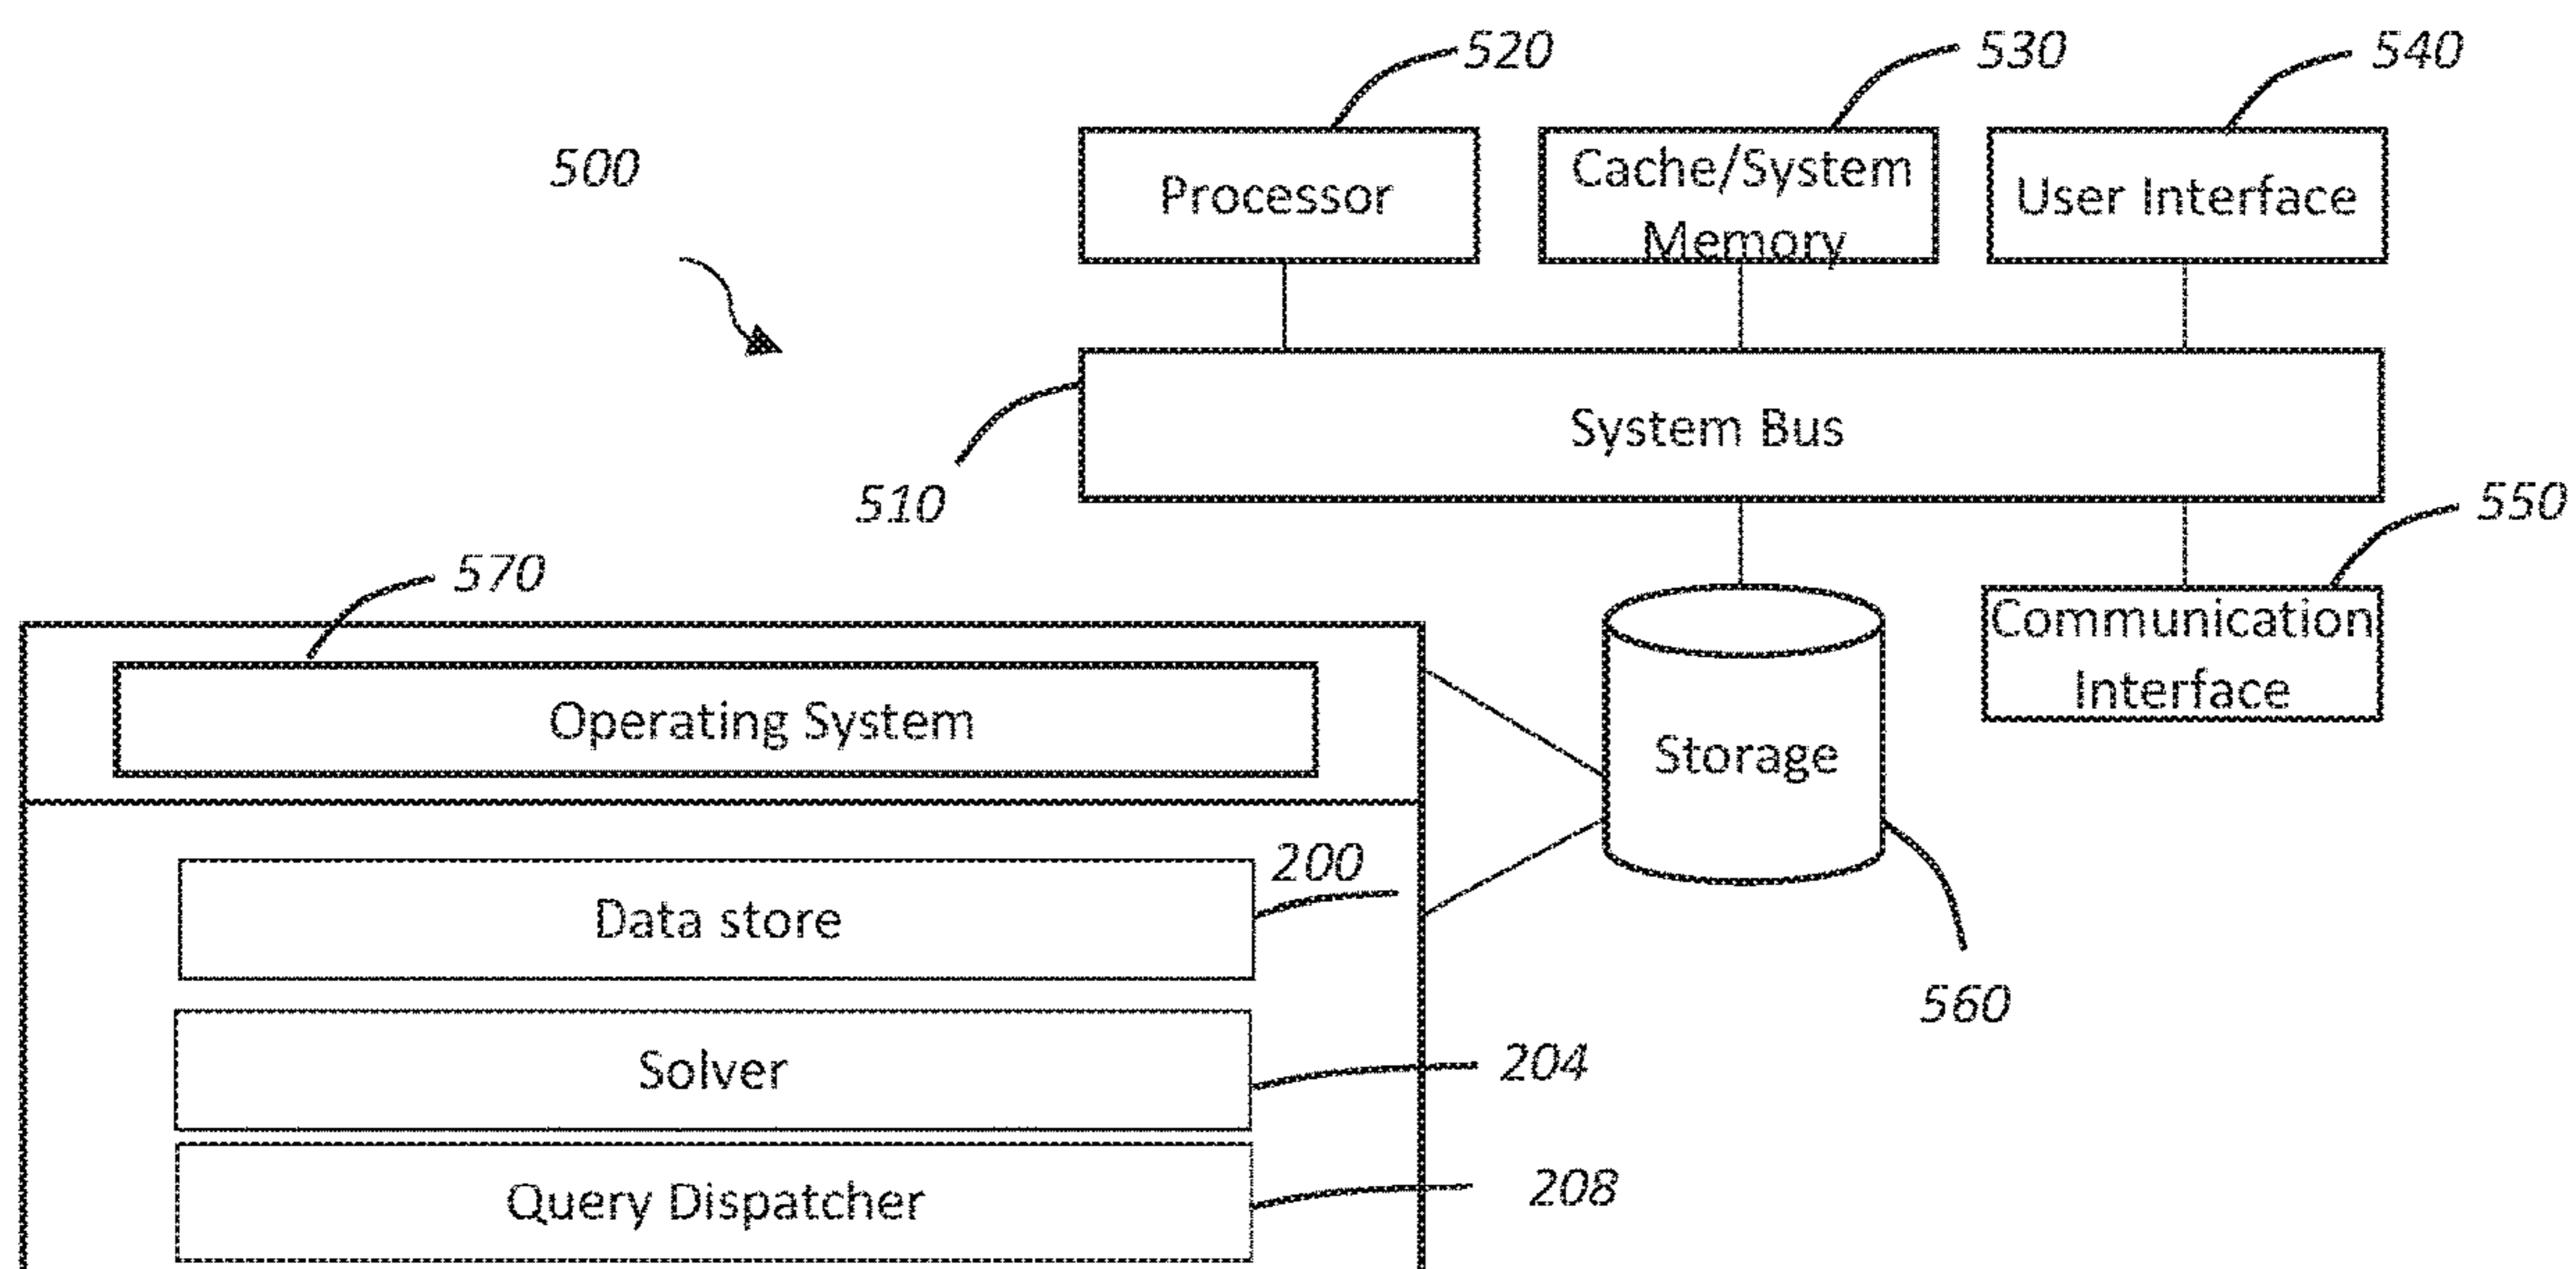 520
530
540
500
Processor
Cache/System
Memory
User Interface
System Bus
510
550
570
Communication
Interface
Operating System
Storage
200
Data store
560
Solver
204
Query Dispatcher
208